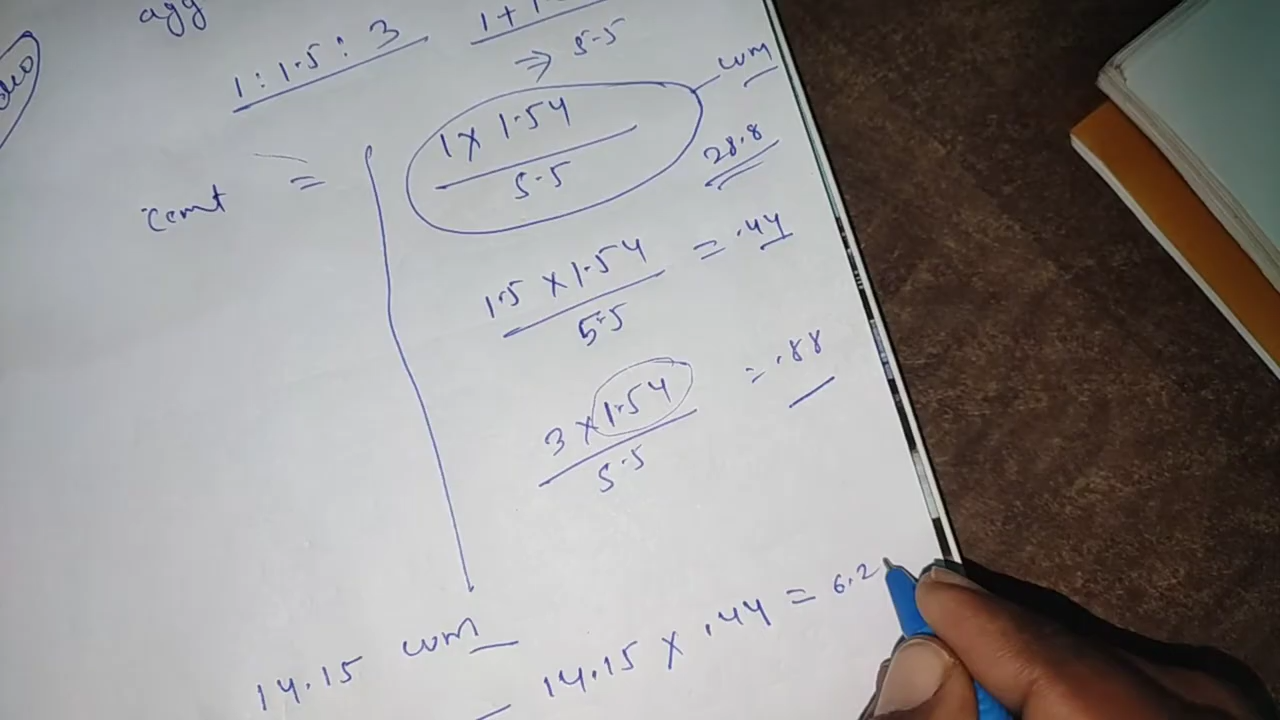 agg
1 : 1.5 : 3
1 + 1.
⇒ 5.5
cum
1 x 1.54
5.5
28.8
=
1.5 x 1.54 = .44
5.5
3 x 1.54 = .88
5.5
14.15 cum
14.15 x .44 = 6.2